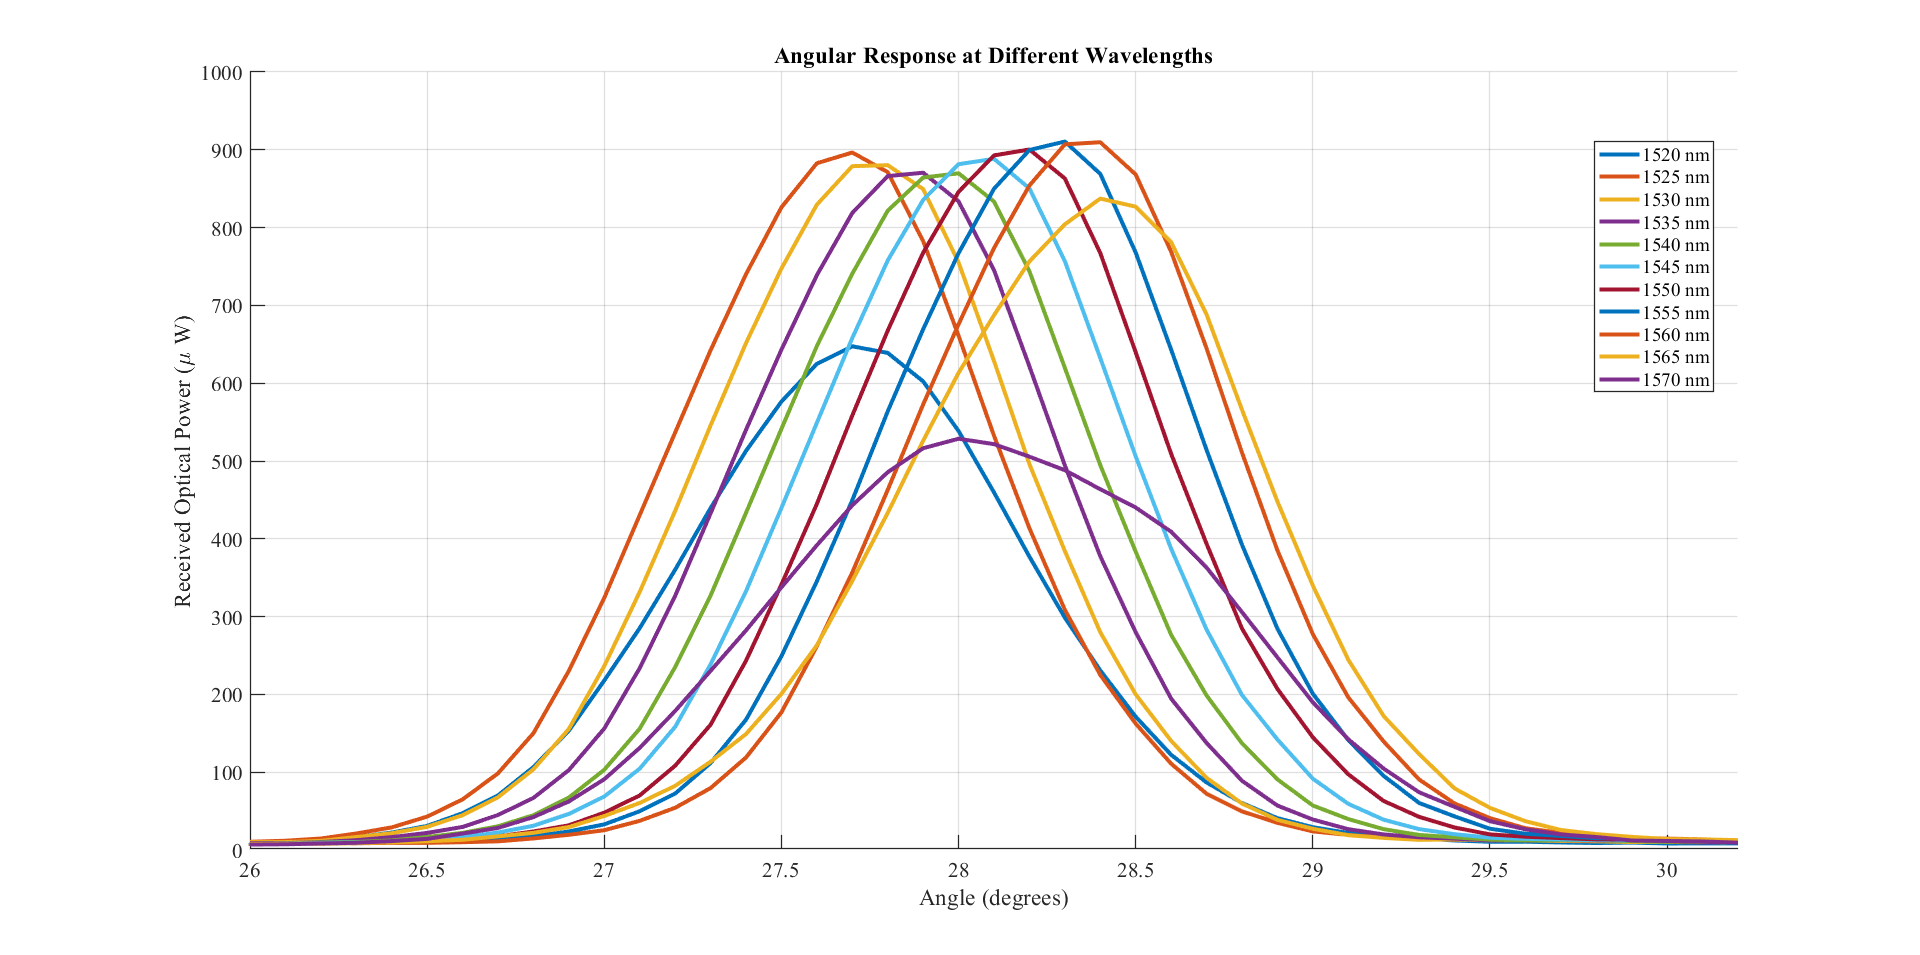 Angular Response at Different Wavelengths
1000
900
800
700
600
500
400
300
200
100
0
Received Optical Power (μ W)
26
26.5
27
27.5
28
28.5
29
29.5
30
Angle (degrees)
1520 nm
1525 nm
1530 nm
1535 nm
1540 nm
1545 nm
1550 nm
1555 nm
1560 nm
1565 nm
1570 nm